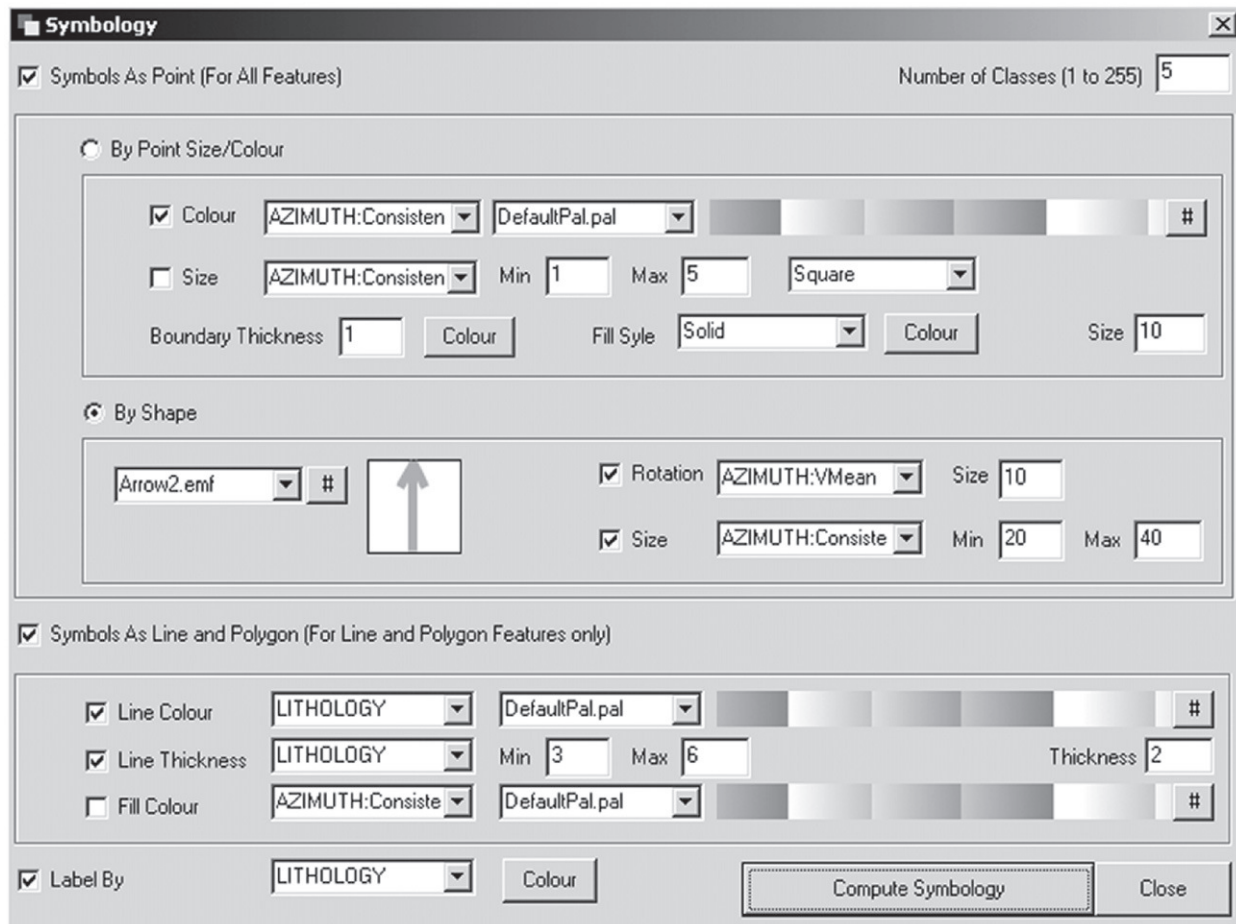 Symbology
Symbols As Point (For All Features) Number of Classes (1 to 255) 5
By Point Size/Colour
Colour AZIMUTH:Consisten DefaultPal.pal #
Size AZIMUTH:Consisten Min 1 Max 5 Square
Boundary Thickness 1 Colour Fill Syle Solid Colour Size 10
By Shape
Arrow2.emf # Rotation AZIMUTH:VMean Size 10
Size AZIMUTH:Consiste Min 20 Max 40
Symbols As Line and Polygon (For Line and Polygon Features only)
Line Colour LITHOLOGY DefaultPal.pal #
Line Thickness LITHOLOGY Min 3 Max 6 Thickness 2
Fill Colour AZIMUTH:Consiste DefaultPal.pal #
Label By LITHOLOGY Colour Compute Symbology Close